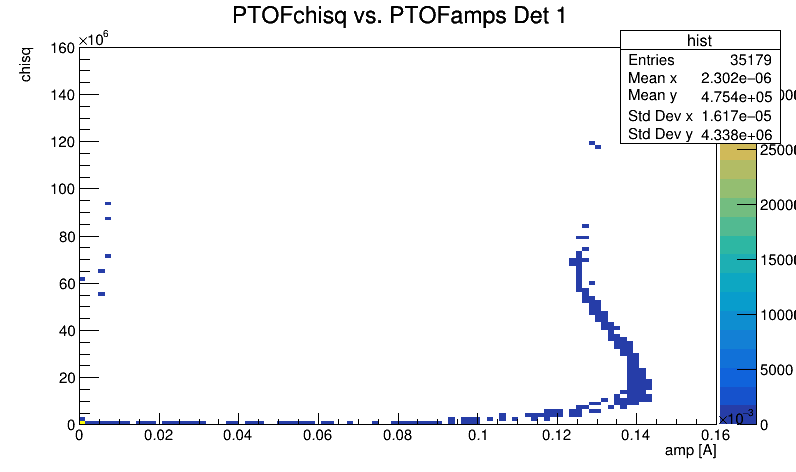 PTOFchisq vs. PTOFamps Det 1
×10⁶
chisq
160
140
120
100
80
60
40
20
0
hist
Entries 35179
Mean x 2.302e−06
Mean y 4.754e+05
Std Dev x 1.617e−05
Std Dev y 4.338e+06
25000
20000
15000
10000
5000
0
×10⁻³
0 0.02 0.04 0.06 0.08 0.1 0.12 0.14 0.16
amp [A]